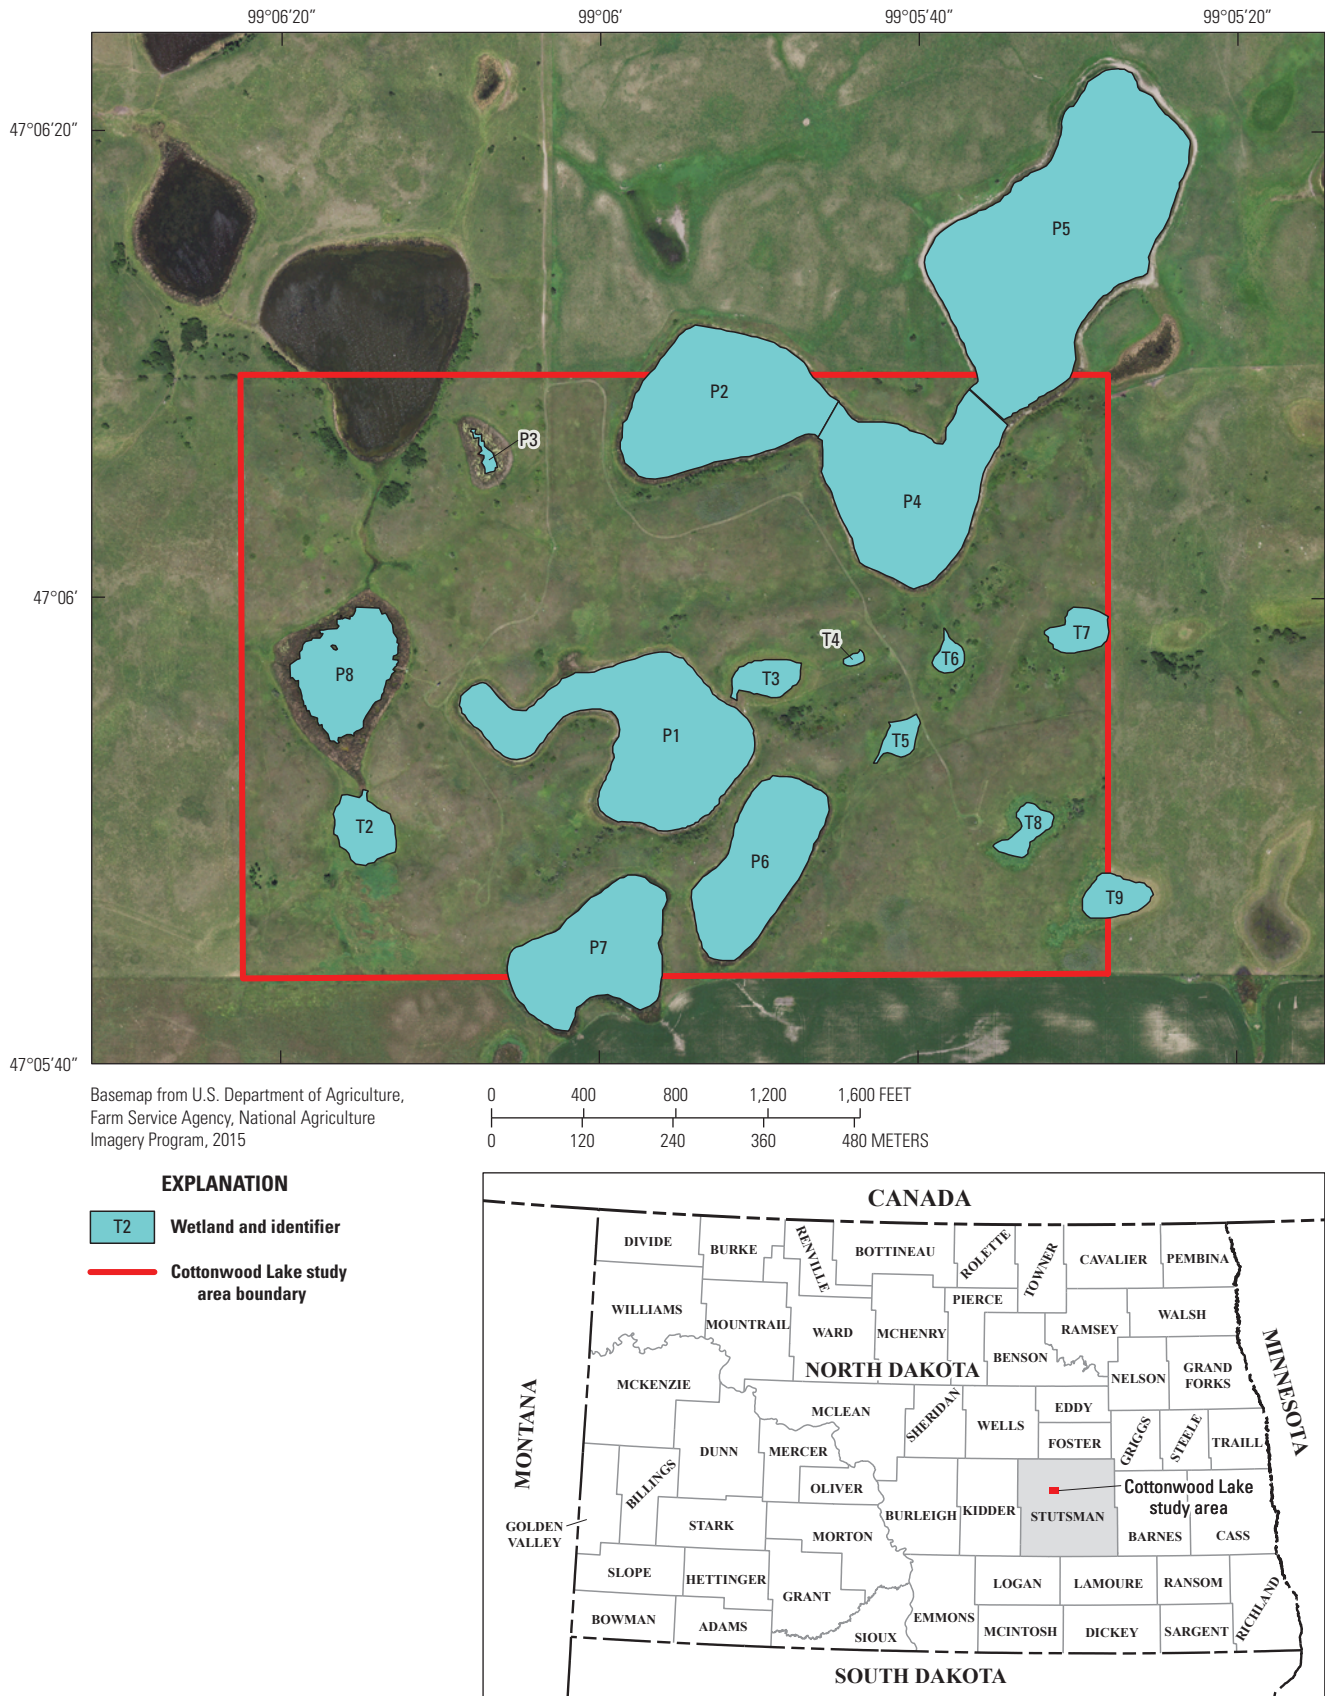 99°06'20"
99°06'
99°05'40"
99°05'20"
47°06'20"
47°06'
47°05'40"
P5
P2
P3
P4
T7
T4
T6
P8
T3
P1
T5
T2
T8
P6
T9
P7
Basemap from U.S. Department of Agriculture,
Farm Service Agency, National Agriculture
Imagery Program, 2015
0 400 800 1,200 1,600 FEET
0 120 240 360 480 METERS
EXPLANATION
T2 Wetland and identifier
Cottonwood Lake study
area boundary
CANADA
MONTANA
NORTH DAKOTA
MINNESOTA
SOUTH DAKOTA
DIVIDE
BURKE
RENVILLE
BOTTINEAU
ROLETTE
TOWNER
CAVALIER
PEMBINA
WILLIAMS
MOUNTRAIL
WARD
MCHENRY
PIERCE
BENSON
RAMSEY
WALSH
MCKENZIE
NELSON
GRAND
FORKS
MCLEAN
SHERIDAN
WELLS
EDDY
FOSTER
GRIGGS
STEELE
TRAILL
DUNN
MERCER
OLIVER
BILLINGS
GOLDEN
VALLEY
STARK
MORTON
BURLEIGH
KIDDER
STUTSMAN
Cottonwood Lake
study area
BARNES
CASS
SLOPE
HETTINGER
GRANT
BOWMAN
ADAMS
SIOUX
EMMONS
LOGAN
LAMOURE
RANSOM
RICHLAND
MCINTOSH
DICKEY
SARGENT